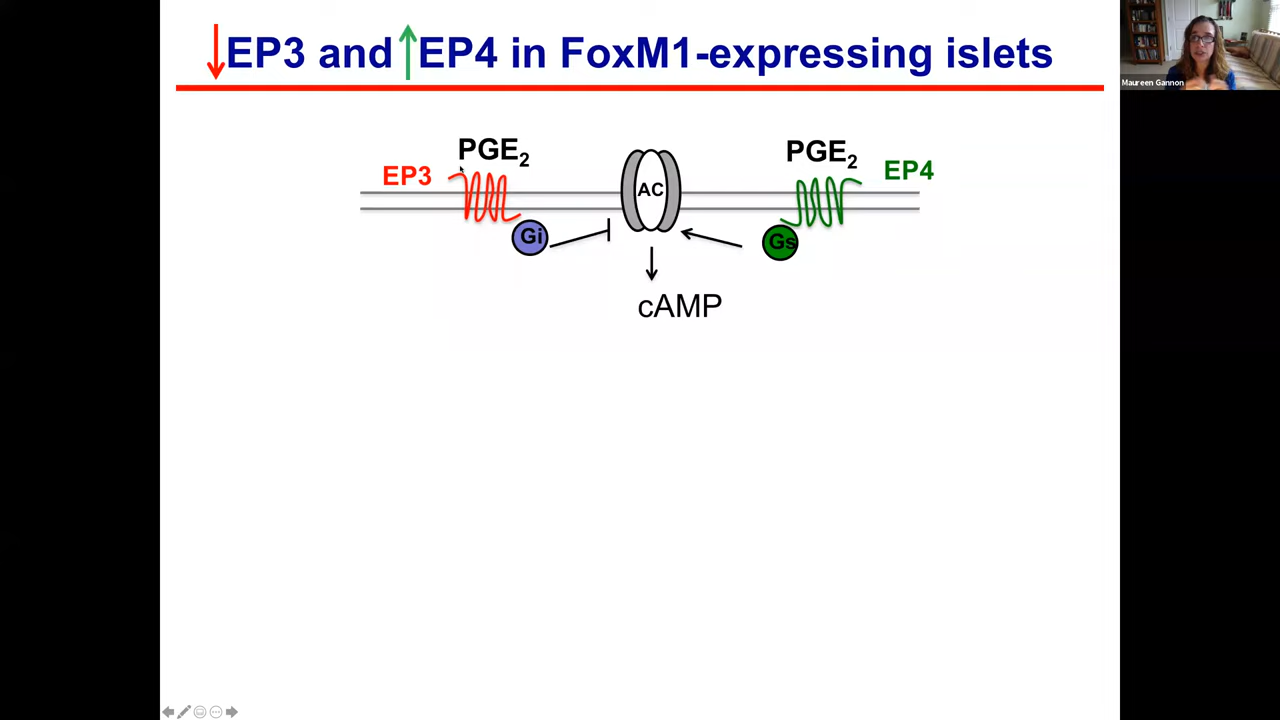 EP3 and EP4 in FoxM1-expressing islets
Maureen Gannon
PGE2
PGE2
EP3
EP4
AC
Gi
Gs
cAMP